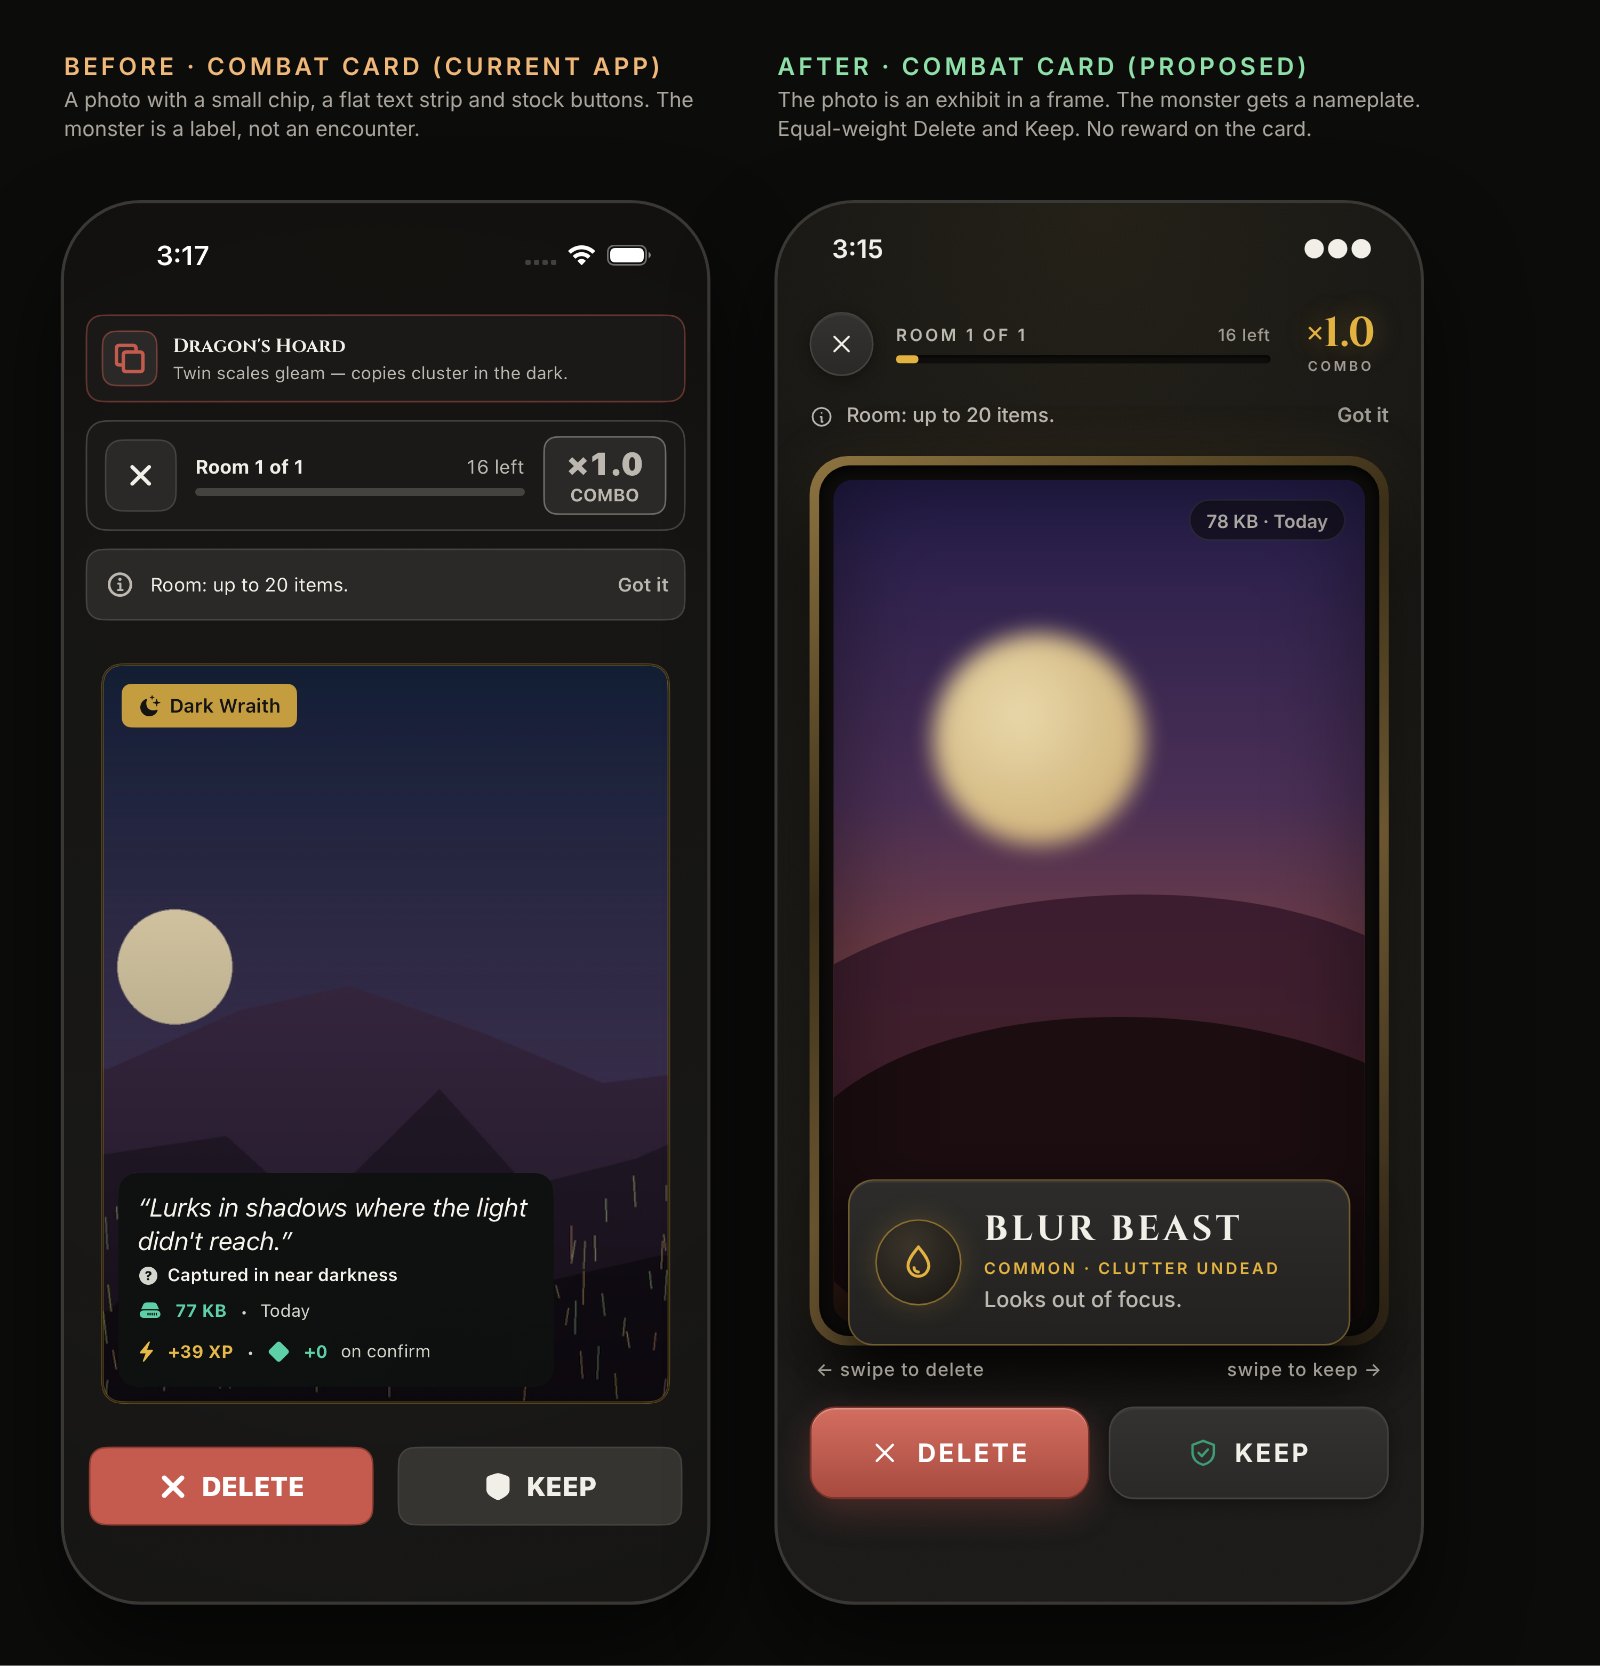 BEFORE · COMBAT CARD (CURRENT APP)
A photo with a small chip, a flat text strip and stock buttons. The
monster is a label, not an encounter.
3:17
DRAGON'S HOARD
Twin scales gleam — copies cluster in the dark.
Room 1 of 1
16 left
×1.0
COMBO
Room: up to 20 items.
Got it
Dark Wraith
“Lurks in shadows where the light
didn't reach.”
Captured in near darkness
77 KB · Today
+39 XP · +0 on confirm
DELETE
KEEP
AFTER · COMBAT CARD (PROPOSED)
The photo is an exhibit in a frame. The monster gets a nameplate.
Equal-weight Delete and Keep. No reward on the card.
3:15
ROOM 1 OF 1
16 left
×1.0
COMBO
Room: up to 20 items.
Got it
78 KB · Today
BLUR BEAST
COMMON · CLUTTER UNDEAD
Looks out of focus.
← swipe to delete
swipe to keep →
DELETE
KEEP